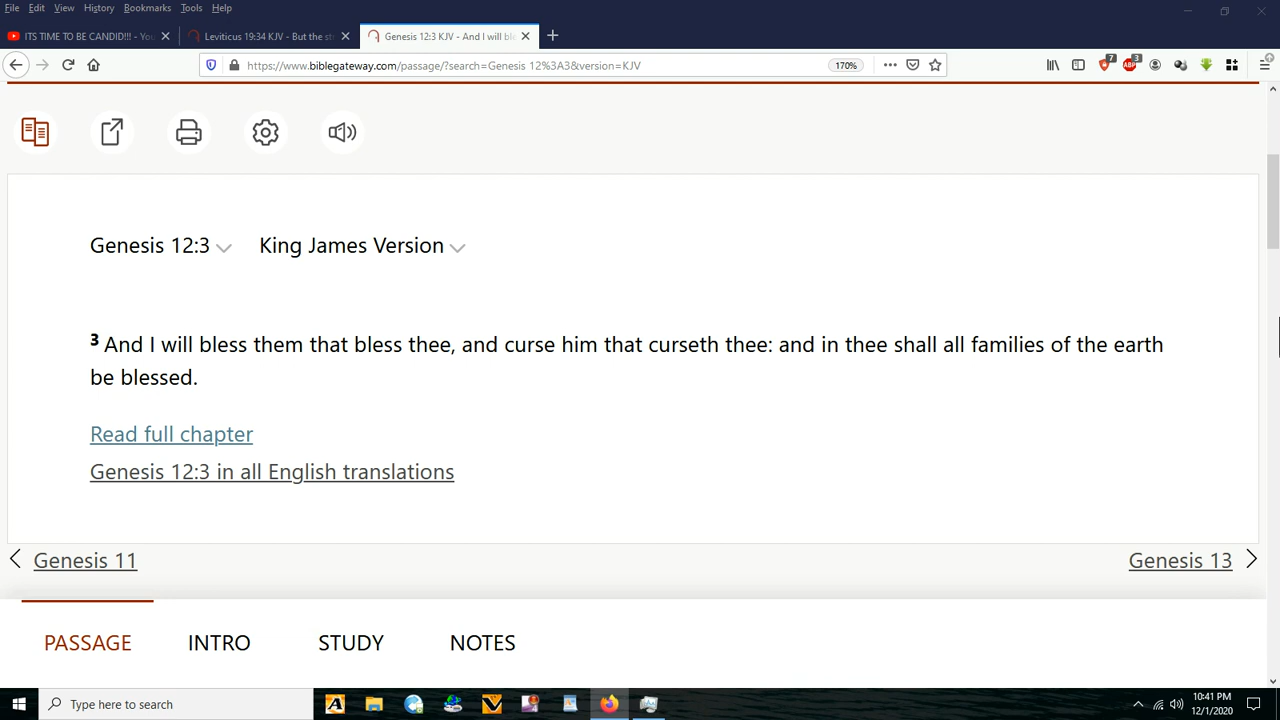 File Edit View History Bookmarks Tools Help
ITS TIME TO BE CANDID!!! - You
Leviticus 19:34 KJV - But the str
Genesis 12:3 KJV - And I will ble
https://www.biblegateway.com/passage/?search=Genesis 12%3A3&version=KJV
170%
7
ABP
3
Genesis 12:3
King James Version
3 And I will bless them that bless thee, and curse him that curseth thee: and in thee shall all families of the earth
be blessed.
Read full chapter
Genesis 12:3 in all English translations
Genesis 11
Genesis 13
PASSAGE INTRO STUDY NOTES
Type here to search
10:41 PM
12/1/2020